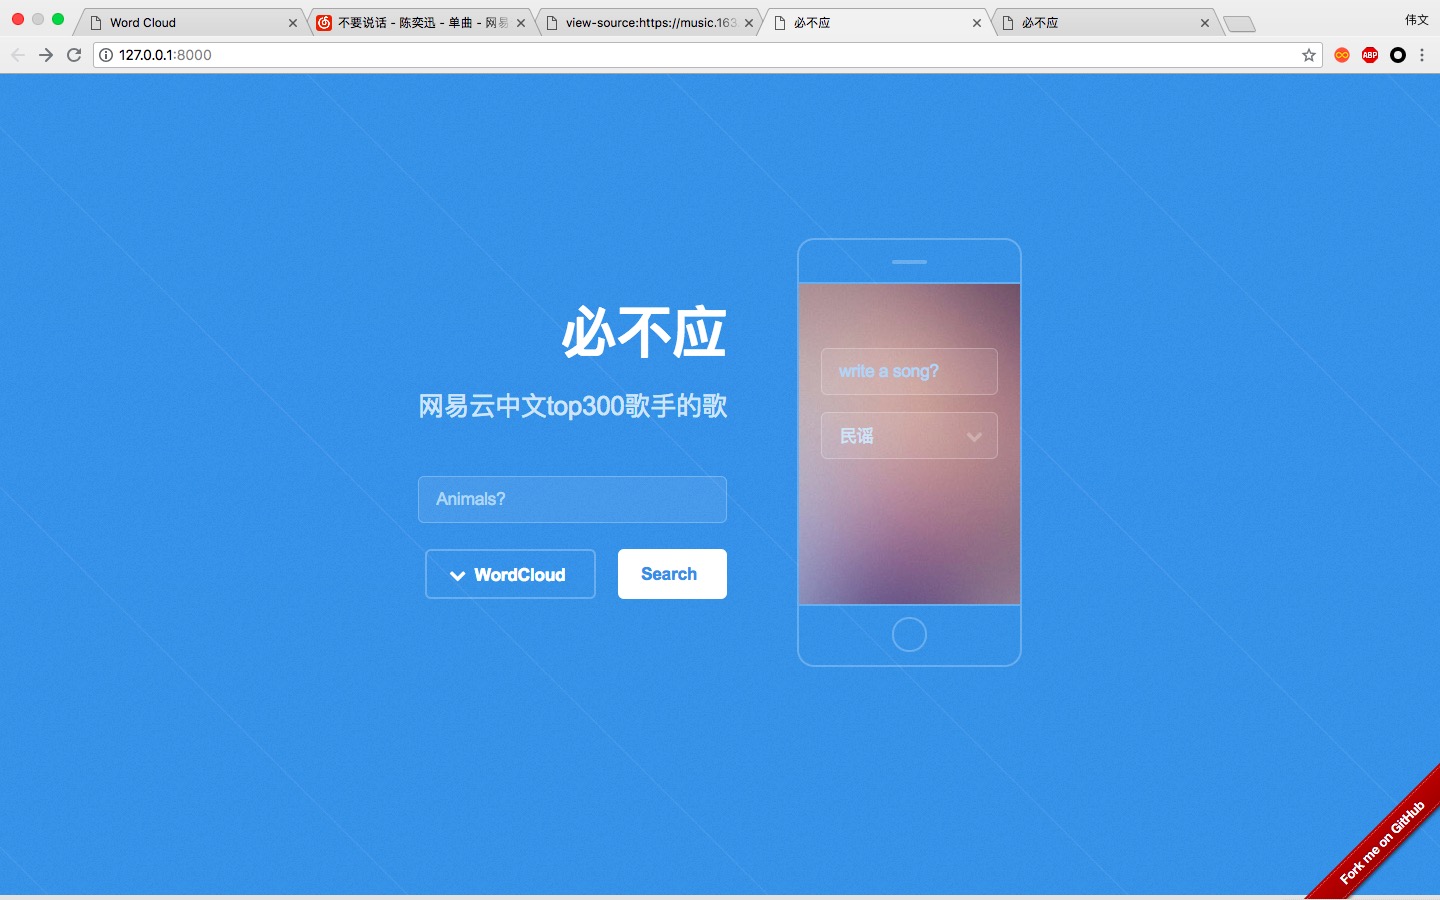 Word Cloud
不要说话 - 陈奕迅 - 单曲 - 网易
view-source:https://music.163.
必不应
必不应
伟文
127.0.0.1:8000
ABP
必不应
网易云中文top300歌手的歌
Animals?
WordCloud
Search
write a song?
民谣
Fork me on GitHub